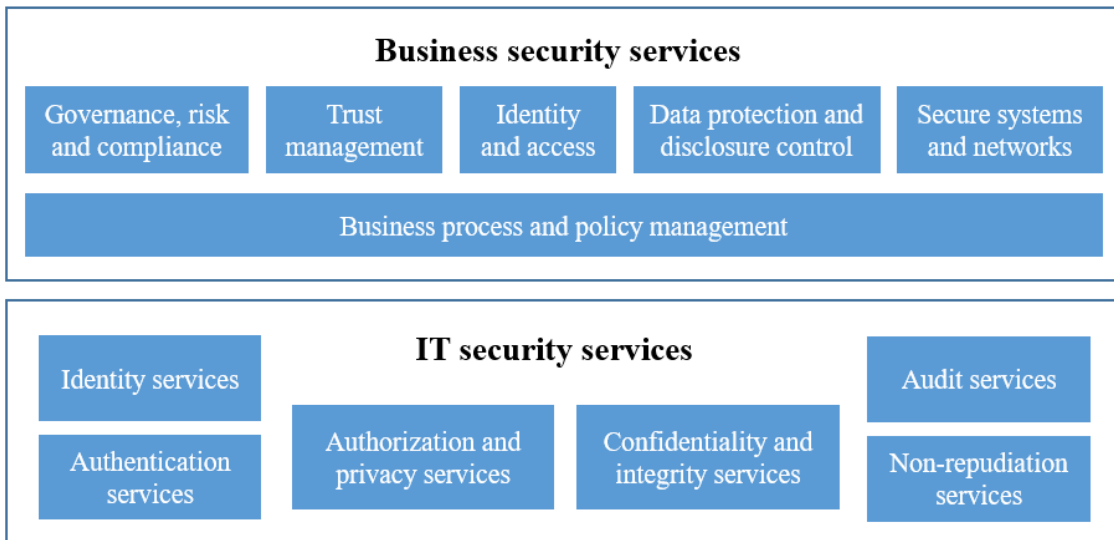 Business security services
Governance, risk
and compliance
Trust
management
Identity
and access
Data protection and
disclosure control
Secure systems
and networks
Business process and policy management
IT security services
Identity services
Authentication
services
Authorization and
privacy services
Confidentiality and
integrity services
Audit services
Non-repudiation
services